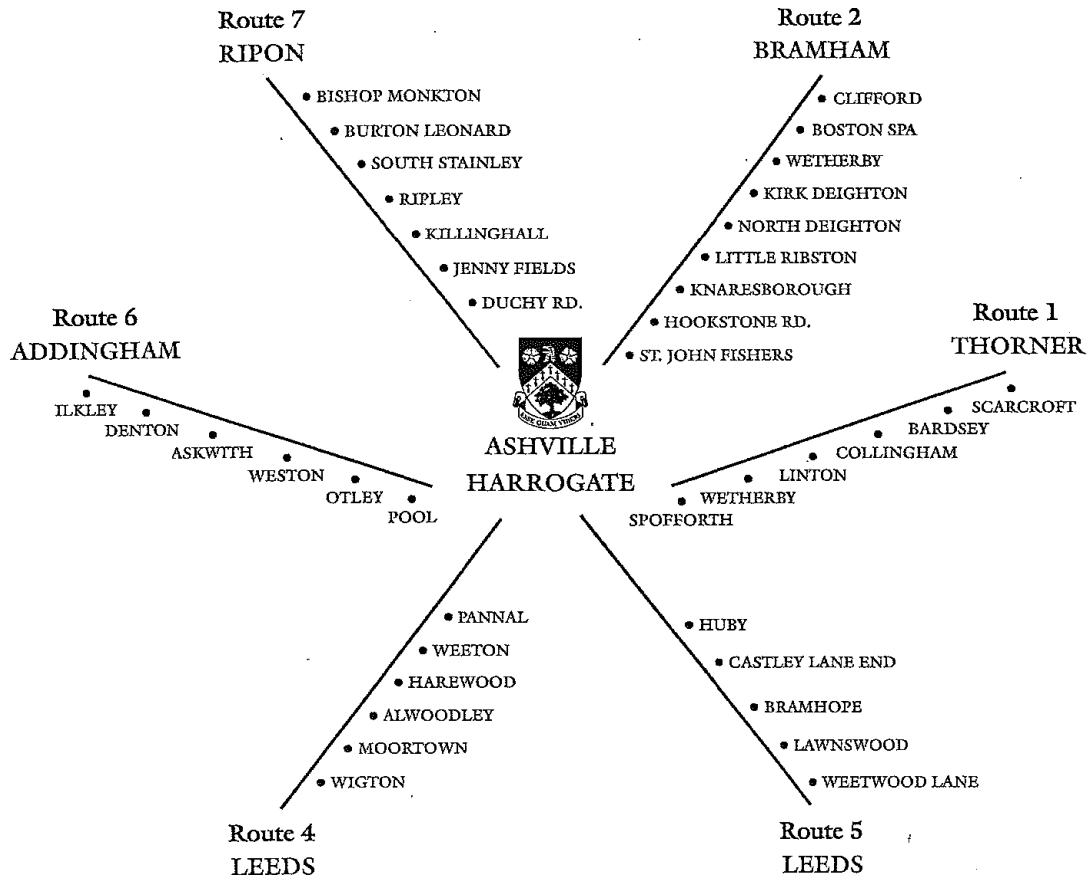 Route 7
RIPON
BISHOP MONKTON
BURTON LEONARD
SOUTH STAINLEY
RIPLEY
KILLINGHALL
JENNY FIELDS
DUCHY RD.
Route 2
BRAMHAM
CLIFFORD
BOSTON SPA
WETHERBY
KIRK DEIGHTON
NORTH DEIGHTON
LITTLE RIBSTON
KNARESBOROUGH
HOOKSTONE RD.
ST. JOHN FISHERS
Route 6
ADDINGHAM
ILKLEY
DENTON
ASKWITH
WESTON
OTLEY
POOL
ESSE QUAM VIDERI
ASHVILLE
HARROGATE
Route 1
THORNER
SCARCROFT
BARDSEY
COLLINGHAM
LINTON
WETHERBY
SPOFFORTH
PANNAL
WEETON
HAREWOOD
ALWOODLEY
MOORTOWN
WIGTON
Route 4
LEEDS
HUBY
CASTLEY LANE END
BRAMHOPE
LAWNSWOOD
WEETWOOD LANE
Route 5
LEEDS